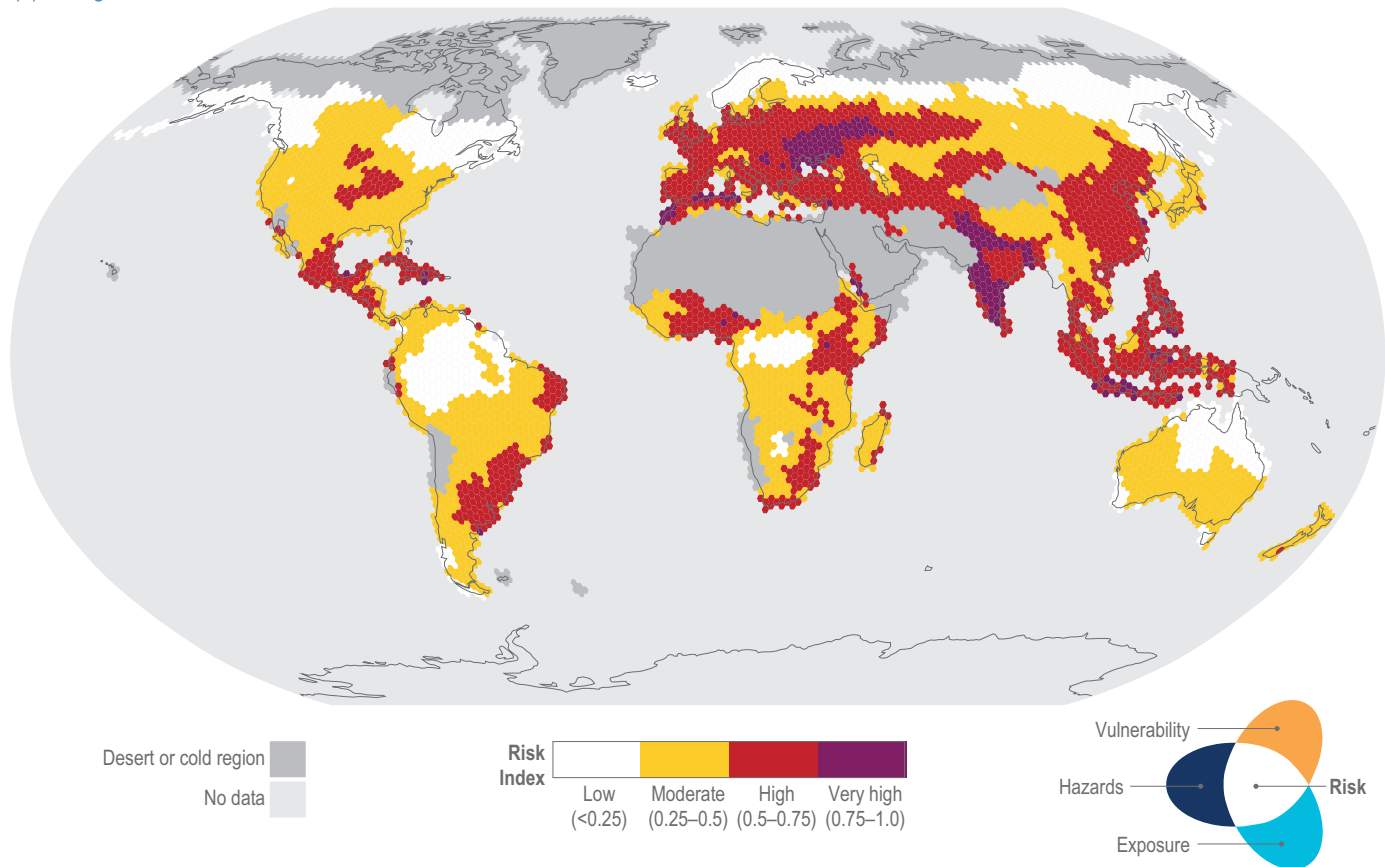 Desert or cold region
No data
Risk
Index
Low
(<0.25)
Moderate
(0.25–0.5)
High
(0.5–0.75)
Very high
(0.75–1.0)
Vulnerability
Hazards
Risk
Exposure